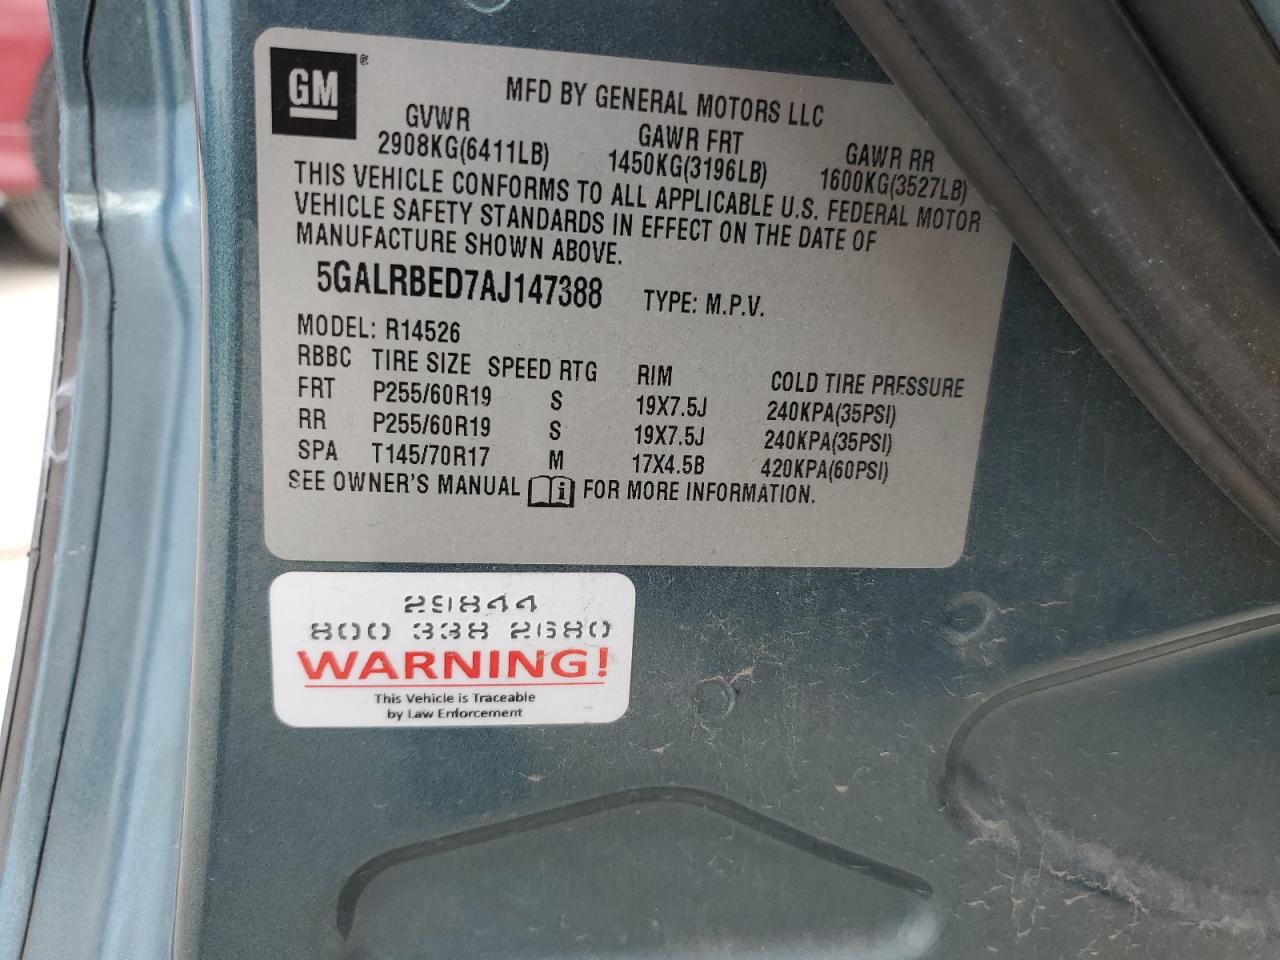 GM®
MFD BY GENERAL MOTORS LLC
GVWR GAWR FRT GAWR RR
2908KG(6411LB) 1450KG(3196LB) 1600KG(3527LB)
THIS VEHICLE CONFORMS TO ALL APPLICABLE U.S. FEDERAL MOTOR
VEHICLE SAFETY STANDARDS IN EFFECT ON THE DATE OF
MANUFACTURE SHOWN ABOVE.
5GALRBED7AJ147388 TYPE: M.P.V.
MODEL: R14526
RBBC TIRE SIZE SPEED RTG RIM COLD TIRE PRESSURE
FRT P255/60R19 S 19X7.5J 240KPA(35PSI)
RR P255/60R19 S 19X7.5J 240KPA(35PSI)
SPA T145/70R17 M 17X4.5B 420KPA(60PSI)
SEE OWNER'S MANUAL i FOR MORE INFORMATION.
29844
800 338 2680
WARNING!
This Vehicle is Traceable
by Law Enforcement